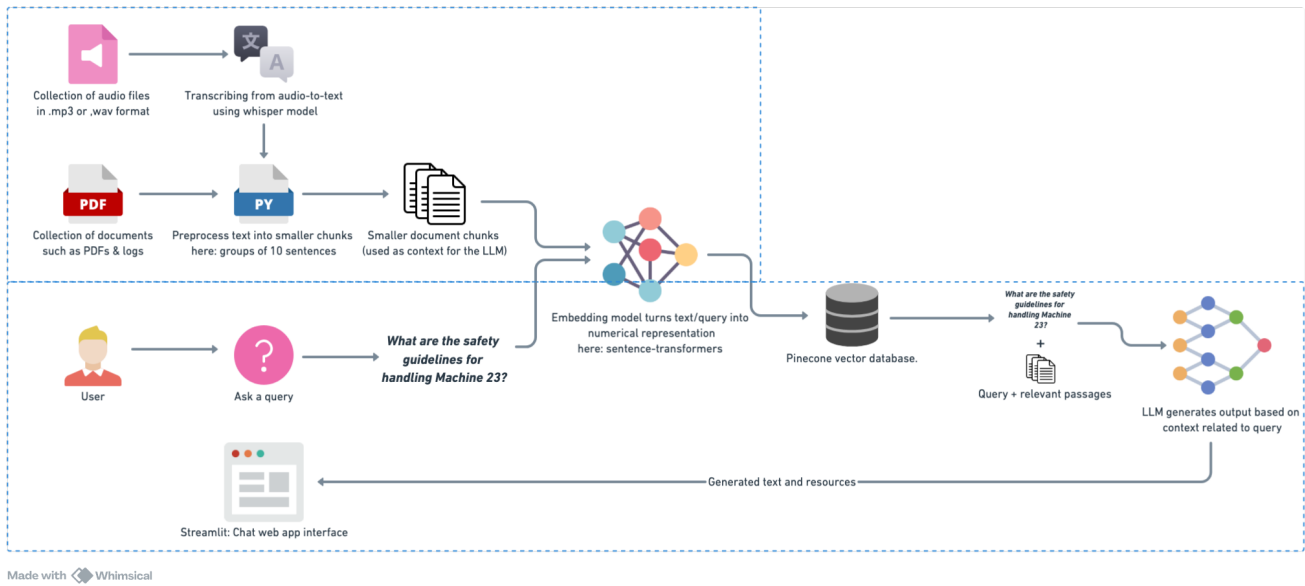 文
A
Collection of audio files
in .mp3 or ,wav format
Transcribing from audio-to-text
using whisper model
PDF
PY
Collection of documents
such as PDFs & logs
Preprocess text into smaller chunks
here: groups of 10 sentences
Smaller document chunks
(used as context for the LLM)
Embedding model turns text/query into
numerical representation
here: sentence-transformers
?
User
Ask a query
What are the safety
guidelines for
handling Machine 23?
Pinecone vector database.
What are the safety
guidelines for
handling Machine
23?
+
Query + relevant passages
LLM generates output based on
context related to query
Generated text and resources
Streamlit: Chat web app interface
Made with Whimsical